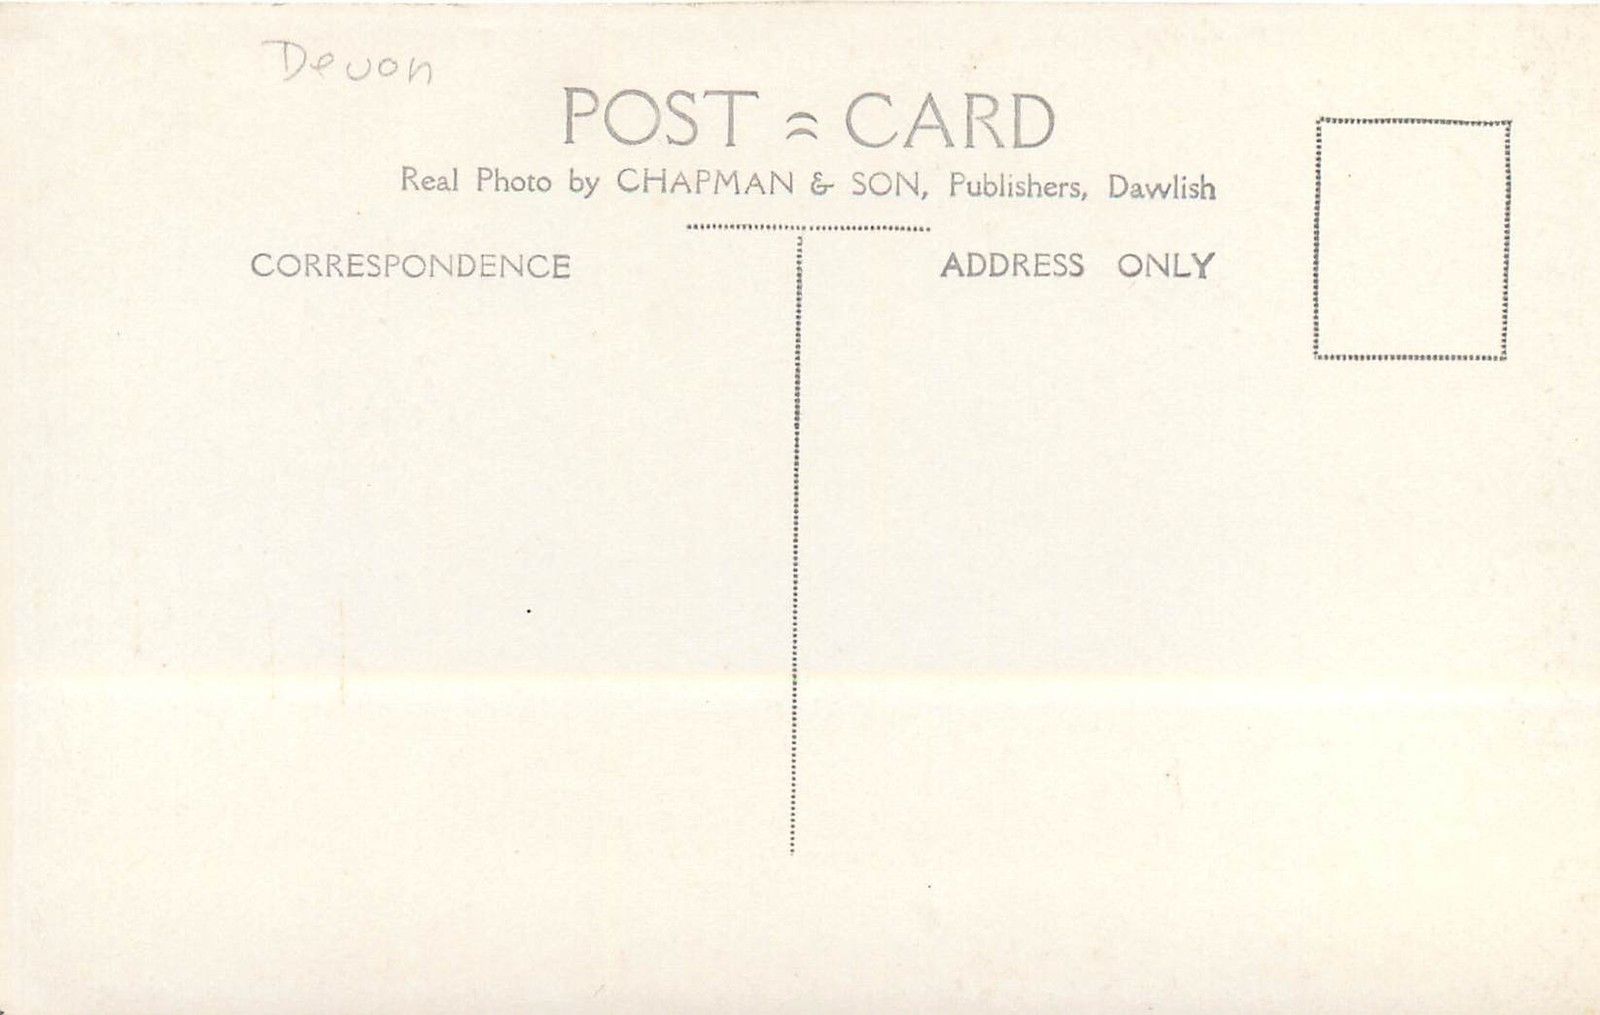 Devon
POST = CARD
Real Photo by CHAPMAN & SON, Publishers, Dawlish
CORRESPONDENCE
ADDRESS ONLY